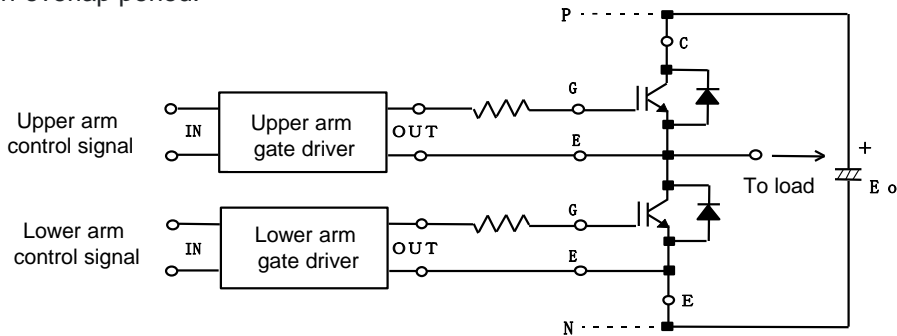 overlap period.
P
C
G
Upper arm
control signal
IN
Upper arm
gate driver
OUT
E
+
To load
E o
G
Lower arm
control signal
IN
Lower arm
gate driver
OUT
E
E
N